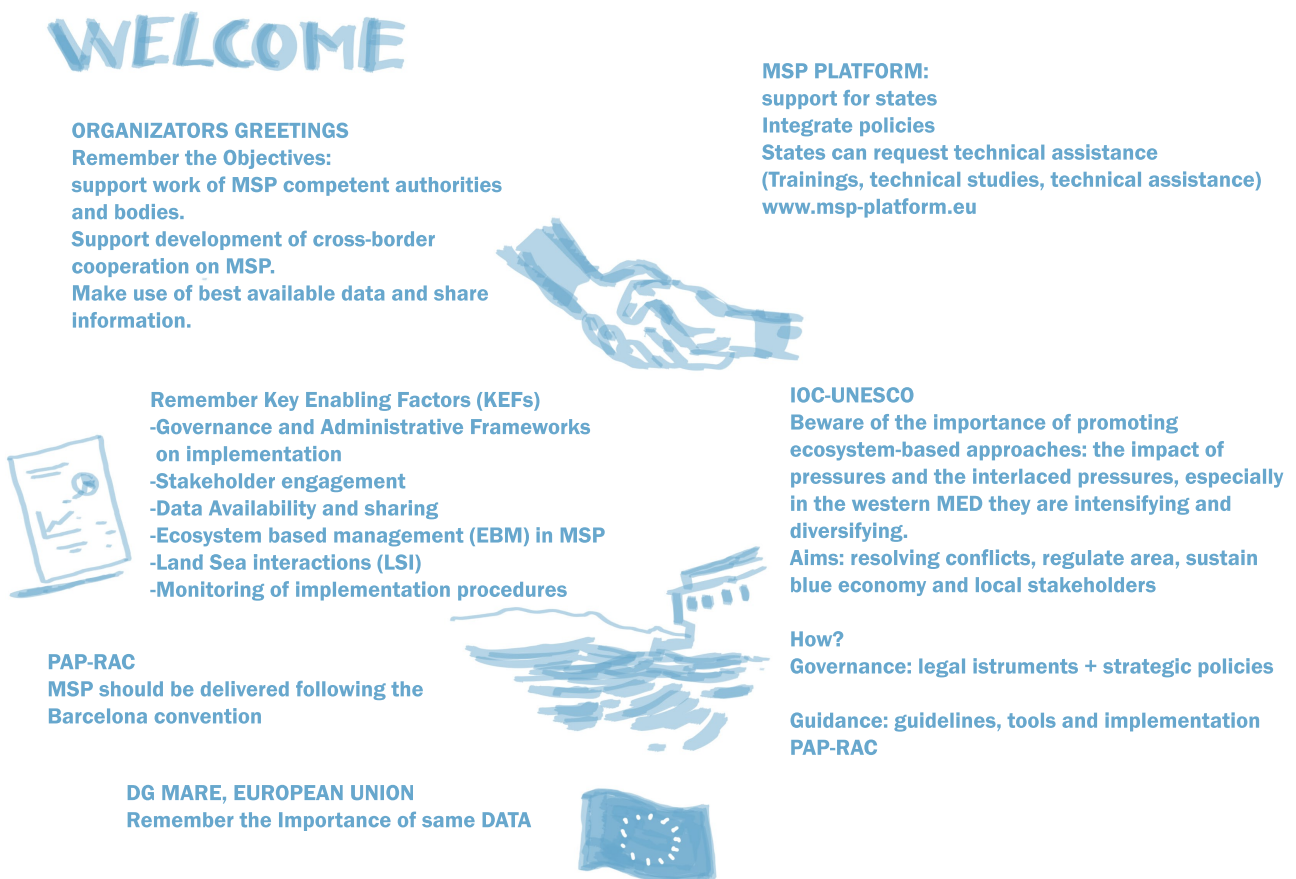 WELCOME
ORGANIZATORS GREETINGS
Remember the Objectives:
support work of MSP competent authorities
and bodies.
Support development of cross-border
cooperation on MSP.
Make use of best available data and share
information.
MSP PLATFORM:
support for states
Integrate policies
States can request technical assistance
(Trainings, technical studies, technical assistance)
www.msp-platform.eu
Remember Key Enabling Factors (KEFs)
-Governance and Administrative Frameworks
on implementation
-Stakeholder engagement
-Data Availability and sharing
-Ecosystem based management (EBM) in MSP
-Land Sea interactions (LSI)
-Monitoring of implementation procedures
IOC-UNESCO
Beware of the importance of promoting
ecosystem-based approaches: the impact of
pressures and the interlaced pressures, especially
in the western MED they are intensifying and
diversifying.
Aims: resolving conflicts, regulate area, sustain
blue economy and local stakeholders
How?
Governance: legal istruments + strategic policies
Guidance: guidelines, tools and implementation
PAP-RAC
PAP-RAC
MSP should be delivered following the
Barcelona convention
DG MARE, EUROPEAN UNION
Remember the Importance of same DATA